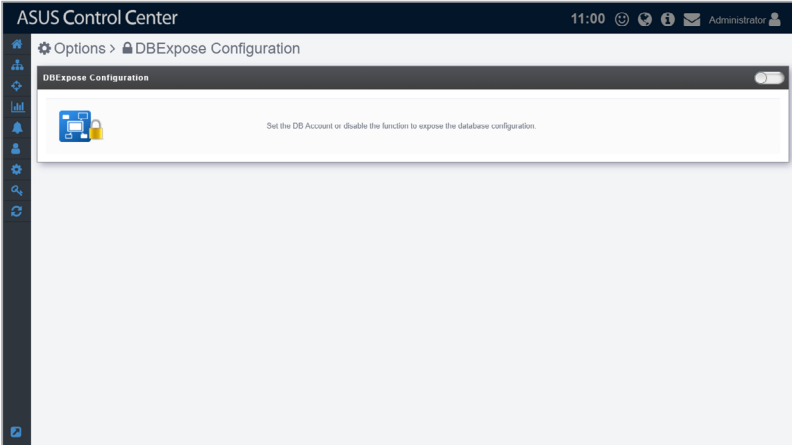 ASUS Control Center
11:00
Administrator
Options > DBExpose Configuration
DBExpose Configuration
Set the DB Account or disable the function to expose the database configuration.